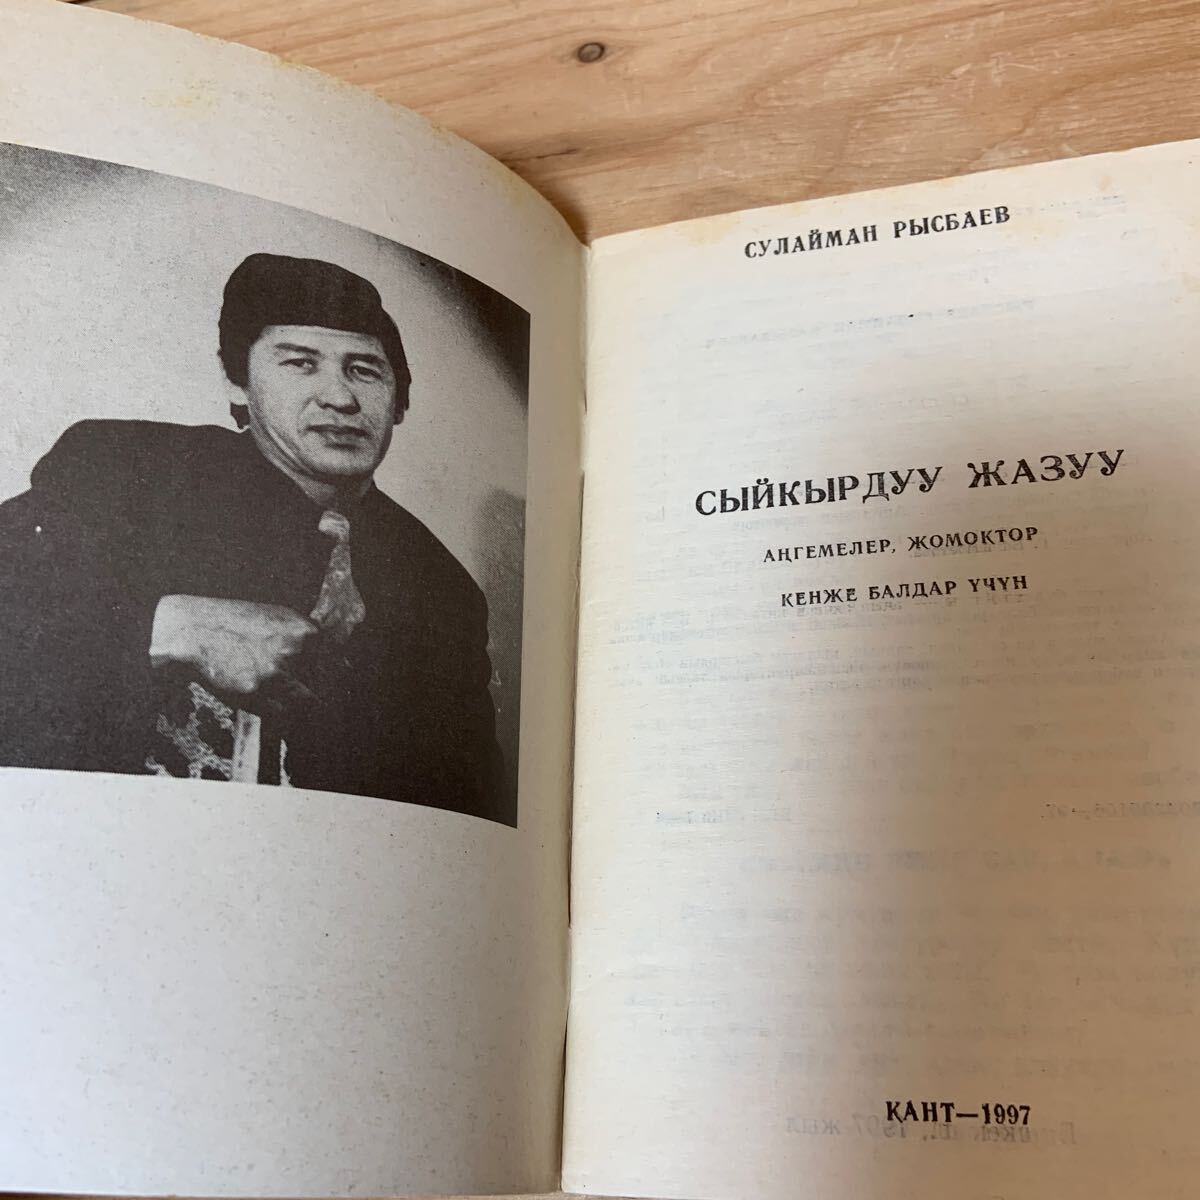 СУЛАЙМАН РЫСБАЕВ
СЫЙКЫРДУУ ЖАЗУУ
АҢГЕМЕЛЕР, ЖОМОКТОР
КЕНЖЕ БАЛДАР ҮЧҮН
КАНТ—1997